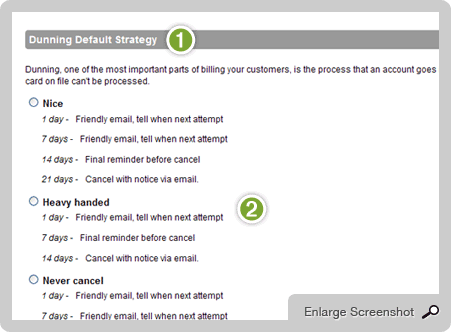 Dunning Default Strategy 1
Dunning, one of the most important parts of billing your customers, is the process that an account goes
card on file can't be processed.
Nice
1 day - Friendly email, tell when next attempt
7 days - Friendly email, tell when next attempt
14 days - Final reminder before cancel
21 days - Cancel with notice via email.
Heavy handed
2
1 day - Friendly email, tell when next attempt
7 days - Final reminder before cancel
14 days - Cancel with notice via email.
Never cancel
1 day - Friendly email, tell when next attempt
7 days - Friendly email, tell when next attempt
Enlarge Screenshot